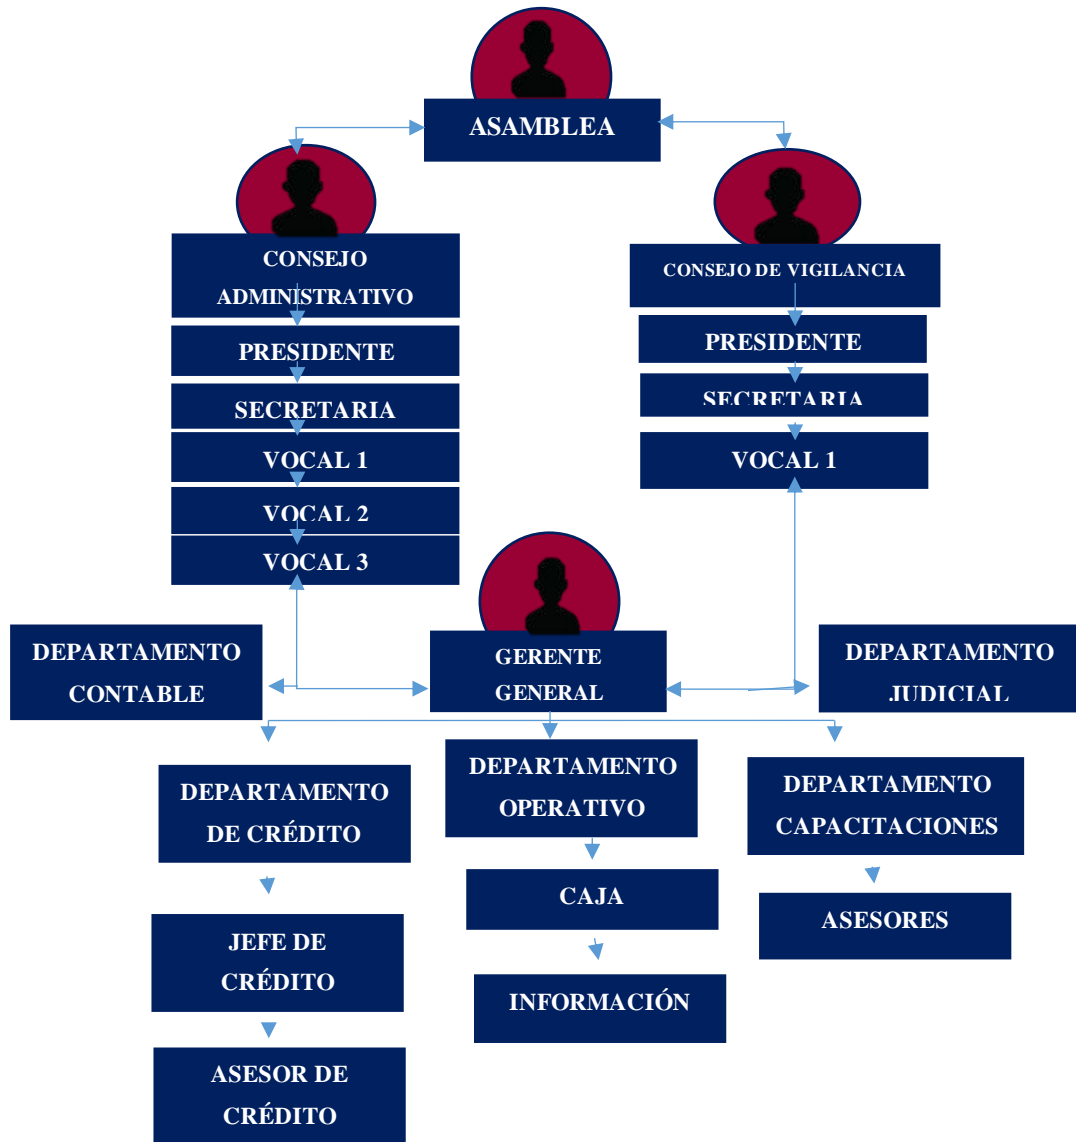 ASAMBLEA
CONSEJO
ADMINISTRATIVO
PRESIDENTE
SECRETARIA
VOCAL 1
VOCAL 2
VOCAL 3
CONSEJO DE VIGILANCIA
PRESIDENTE
SECRETARIA
VOCAL 1
DEPARTAMENTO
CONTABLE
GERENTE
GENERAL
DEPARTAMENTO
JUDICIAL
DEPARTAMENTO
DE CRÉDITO
JEFE DE
CRÉDITO
ASESOR DE
CRÉDITO
DEPARTAMENTO
OPERATIVO
CAJA
INFORMACIÓN
DEPARTAMENTO
CAPACITACIONES
ASESORES